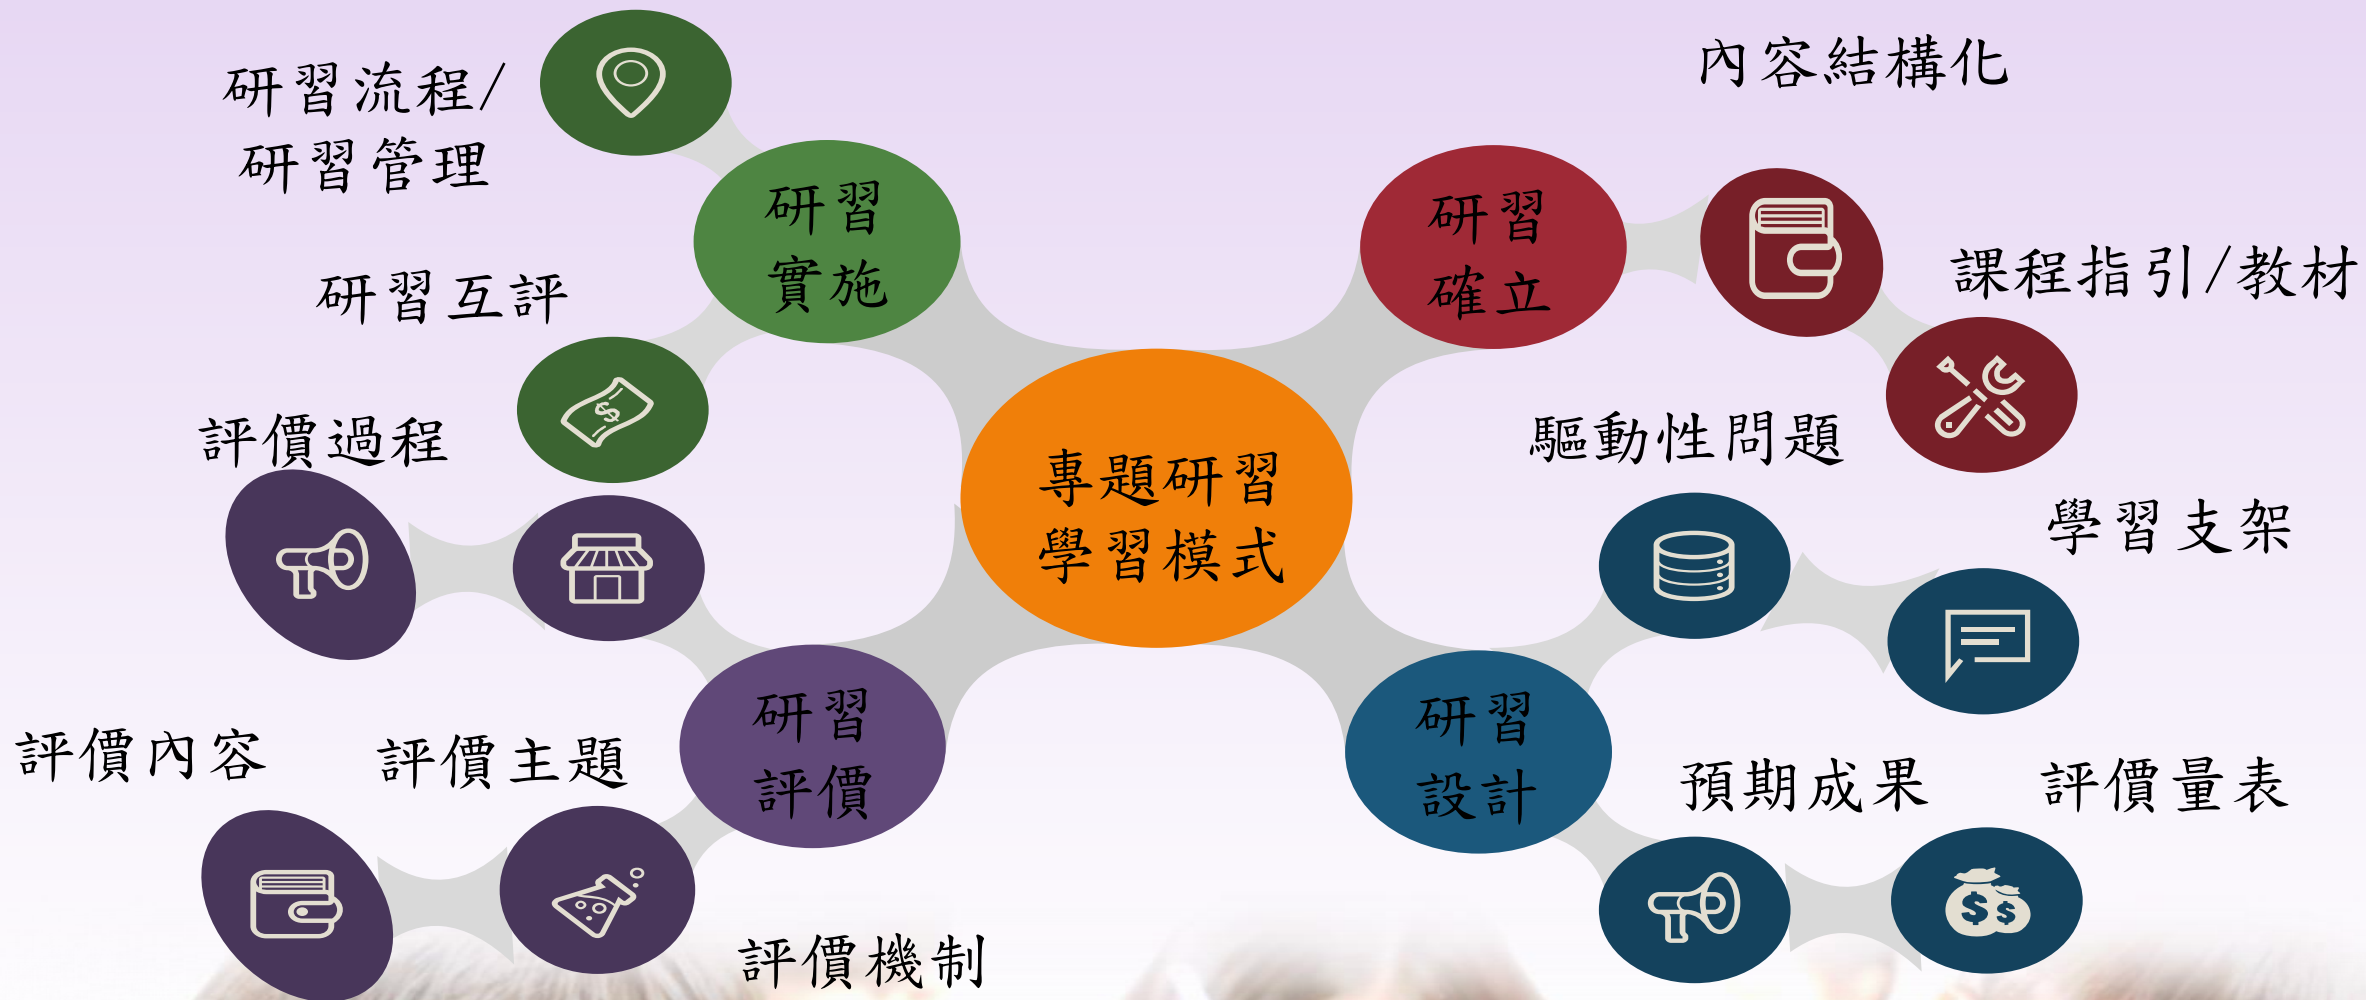 內容結構化
研習流程/
研習管理
研習
實施
研習
確立
課程指引/教材
研習互評
評價過程
驅動性問題
專題研習
學習模式
學習支架
研習
評價
研習
設計
評價內容
評價主題
預期成果
評價量表
評價機制